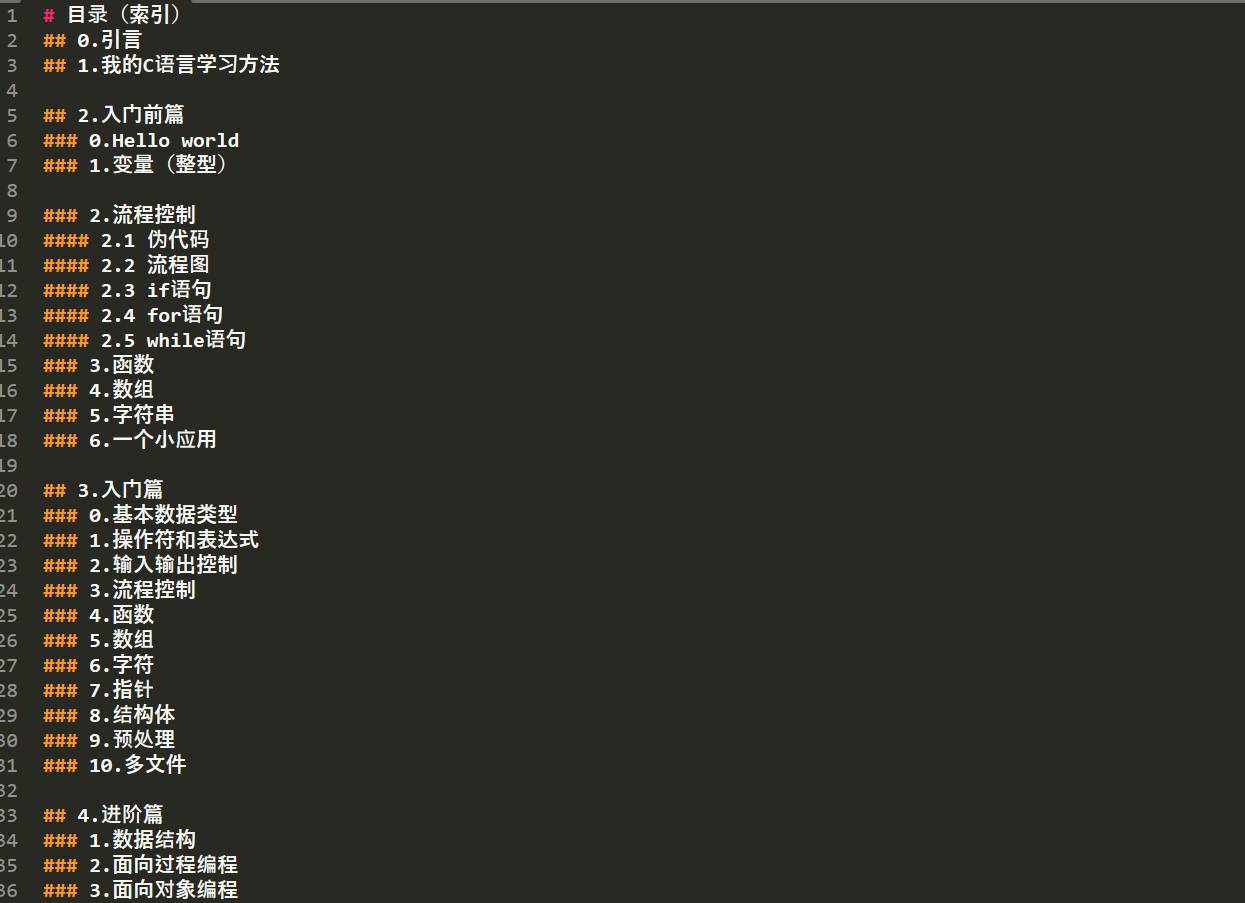 1 # 目录（索引）
2 ## 0.引言
3 ## 1.我的C语言学习方法
4
5 ## 2.入门前篇
6 ### 0.Hello world
7 ### 1.变量（整型）
8
9 ### 2.流程控制
10 #### 2.1 伪代码
11 #### 2.2 流程图
12 #### 2.3 if语句
13 #### 2.4 for语句
14 #### 2.5 while语句
15 ### 3.函数
16 ### 4.数组
17 ### 5.字符串
18 ### 6.一个小应用
19
20 ## 3.入门篇
21 ### 0.基本数据类型
22 ### 1.操作符和表达式
23 ### 2.输入输出控制
24 ### 3.流程控制
25 ### 4.函数
26 ### 5.数组
27 ### 6.字符
28 ### 7.指针
29 ### 8.结构体
30 ### 9.预处理
31 ### 10.多文件
32
33 ## 4.进阶篇
34 ### 1.数据结构
35 ### 2.面向过程编程
36 ### 3.面向对象编程